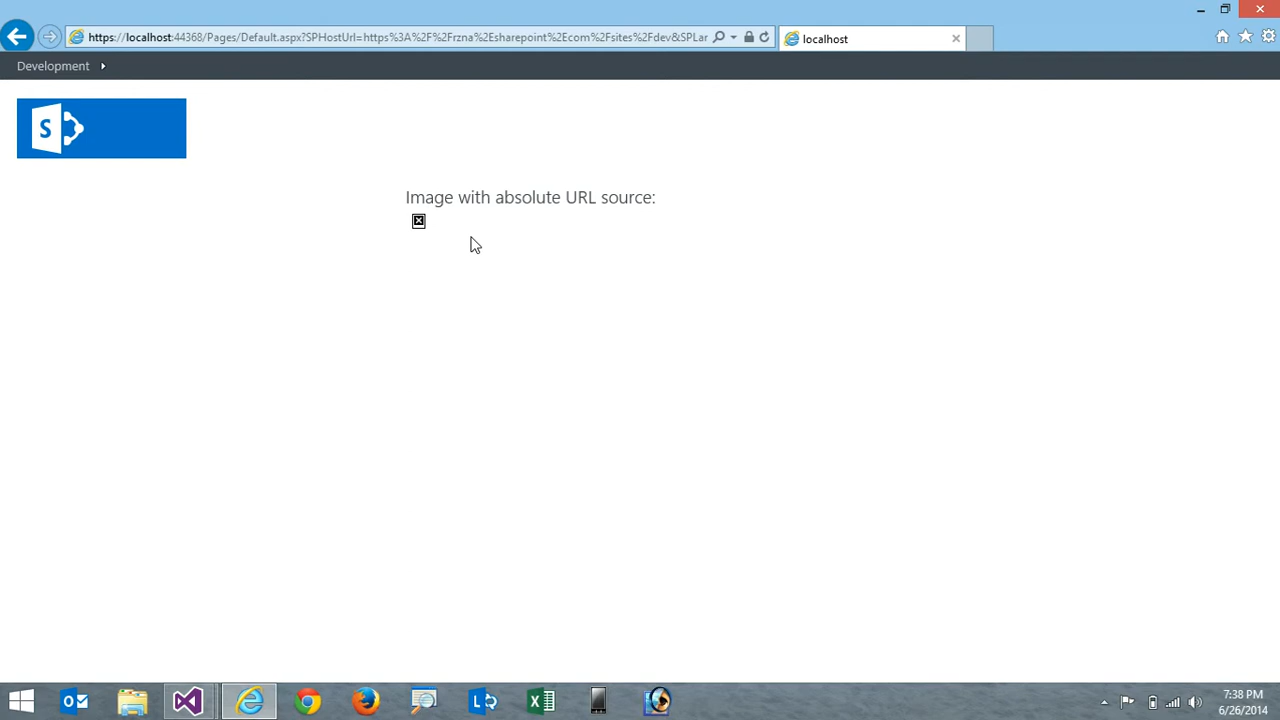 https://localhost:44368/Pages/Default.aspx?SPHostUrl=https%3A%2F%2Frzna%2Esharepoint%2Ecom%2Fsites%2Fdev&SPLar
localhost
Development
S
Image with absolute URL source:
7:38 PM
6/26/2014